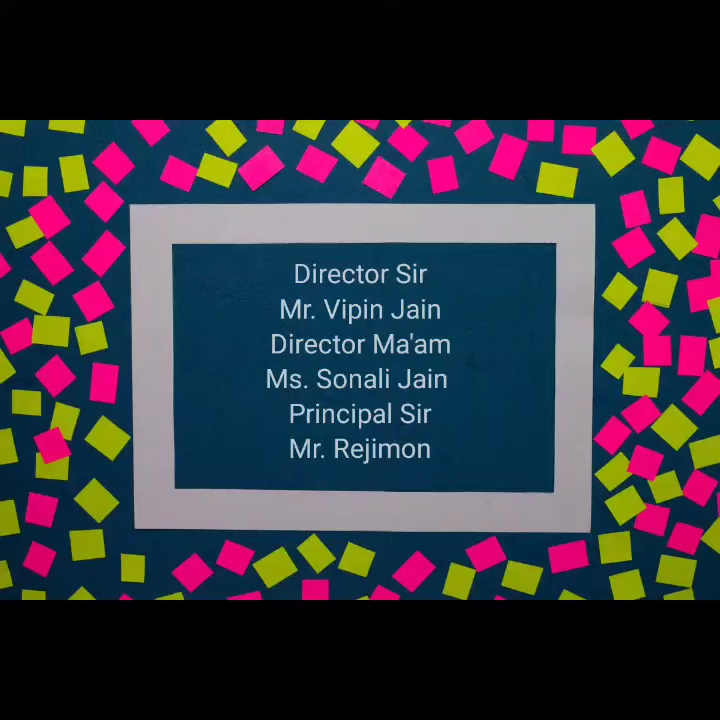 Director Sir
Mr. Vipin Jain
Director Ma'am
Ms. Sonali Jain
Principal Sir
Mr. Rejimon